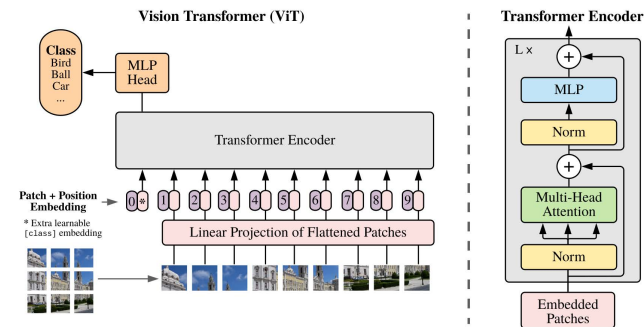 Vision Transformer (ViT)
Class
Bird
Ball
Car
...
MLP
Head
Transformer Encoder
Patch + Position
Embedding
0 * 1 2 3 4 5 6 7 8 9
* Extra learnable
[class] embedding
Linear Projection of Flattened Patches
Transformer Encoder
L x
+
MLP
Norm
+
Multi-Head
Attention
Norm
Embedded
Patches